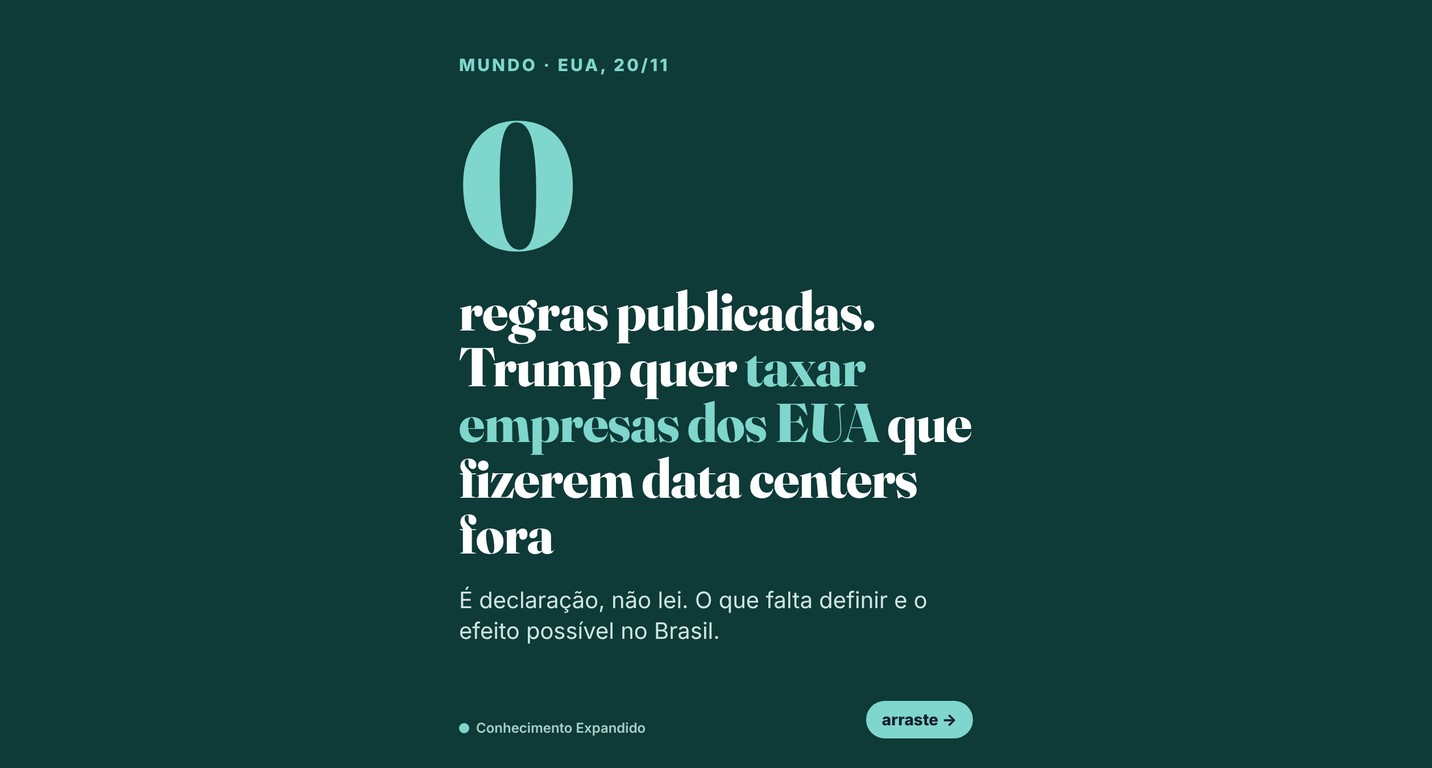 MUNDO · EUA, 20/11
0
regras publicadas.
Trump quer taxar
empresas dos EUA que
fizerem data centers
fora
É declaração, não lei. O que falta definir e o
efeito possível no Brasil.
Conhecimento Expandido
arraste →